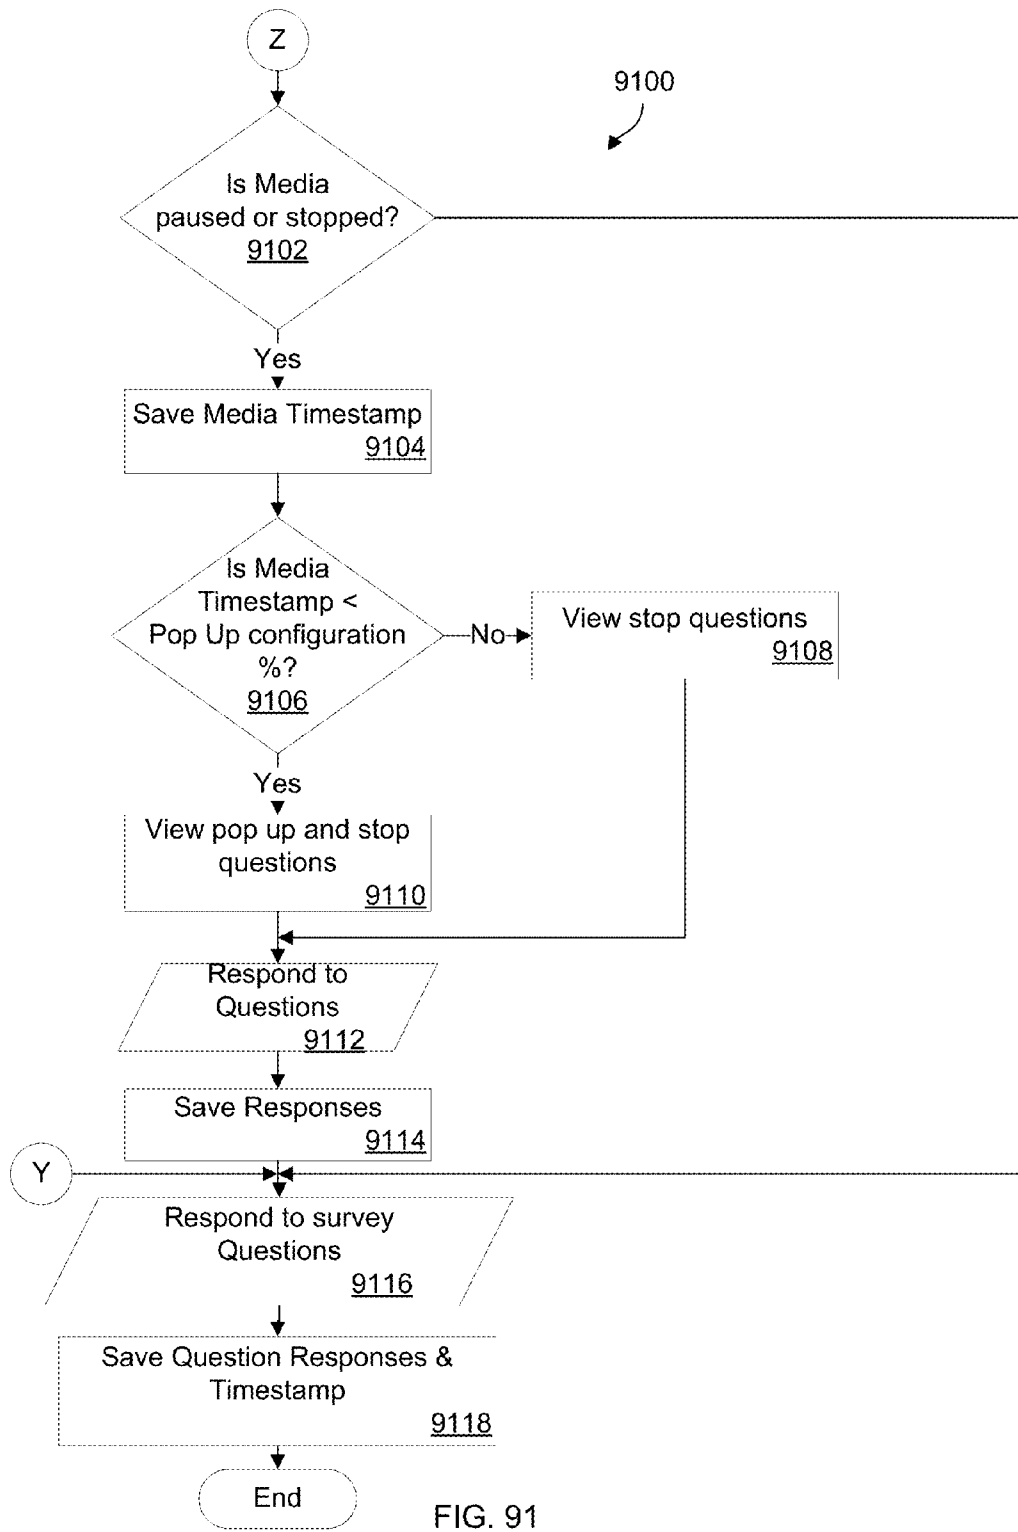 Z
9100
Is Media
paused or stopped?
9102
Yes
Save Media Timestamp
9104
Is Media
Timestamp <
Pop Up configuration
%?
9106
No
View stop questions
9108
Yes
View pop up and stop
questions
9110
Respond to
Questions
9112
Save Responses
9114
Y
Respond to survey
Questions
9116
Save Question Responses &
Timestamp
9118
End
FIG. 91